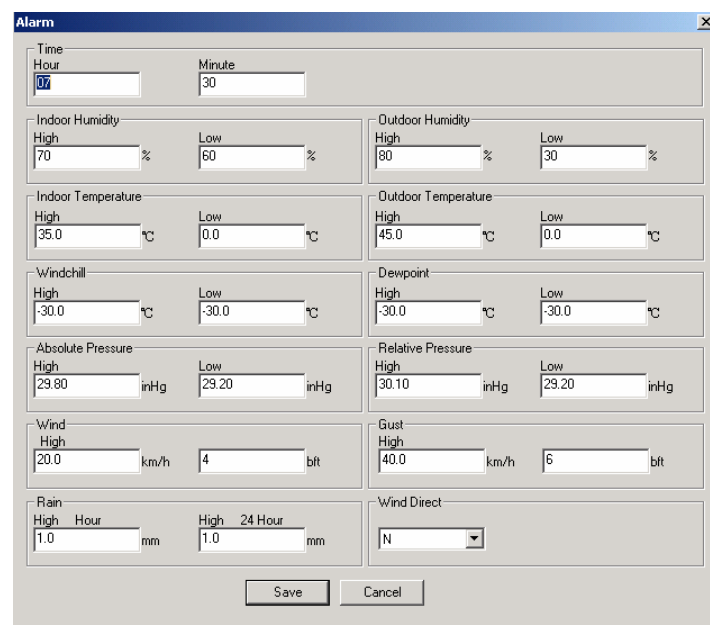 Alarm
Time
Hour Minute
07 30
Indoor Humidity Outdoor Humidity
High Low High Low
70 % 60 % 80 % 30 %
Indoor Temperature Outdoor Temperature
High Low High Low
35.0 °C 0.0 °C 45.0 °C 0.0 °C
Windchill Dewpoint
High Low High Low
-30.0 °C -30.0 °C -30.0 °C -30.0 °C
Absolute Pressure Relative Pressure
High Low High Low
29.80 inHg 29.20 inHg 30.10 inHg 29.20 inHg
Wind Gust
High High
20.0 km/h 4 bft 40.0 km/h 6 bft
Rain Wind Direct
High Hour High 24 Hour
1.0 mm 1.0 mm N
Save Cancel